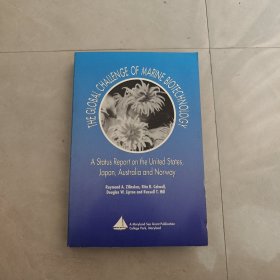 THE GLOBAL CHALLENGE OF MARINE BIOTECHNOLOGY
A Status Report on the United States,
Japan, Australia and Norway
Raymond A. Zilinskas, Rita R. Colwell,
Douglas W. Lipton and Russell T. Hill
A Maryland Sea Grant Publication
College Park, Maryland